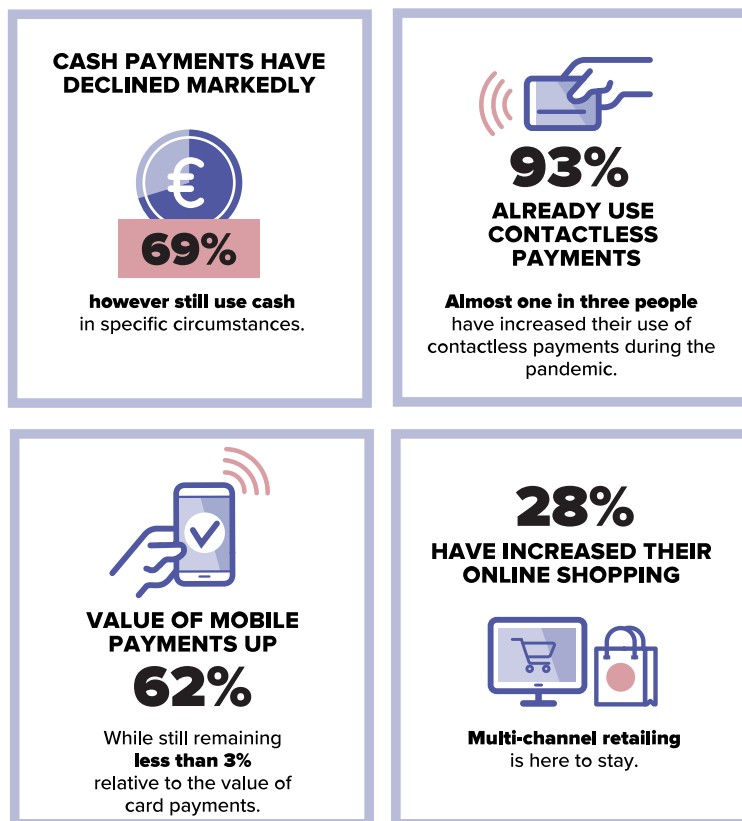 CASH PAYMENTS HAVE
DECLINED MARKEDLY
€
69%
however still use cash
in specific circumstances.
93%
ALREADY USE
CONTACTLESS
PAYMENTS
Almost one in three people
have increased their use of
contactless payments during the
pandemic.
VALUE OF MOBILE
PAYMENTS UP
62%
While still remaining
less than 3%
relative to the value of
card payments.
28%
HAVE INCREASED THEIR
ONLINE SHOPPING
Multi-channel retailing
is here to stay.